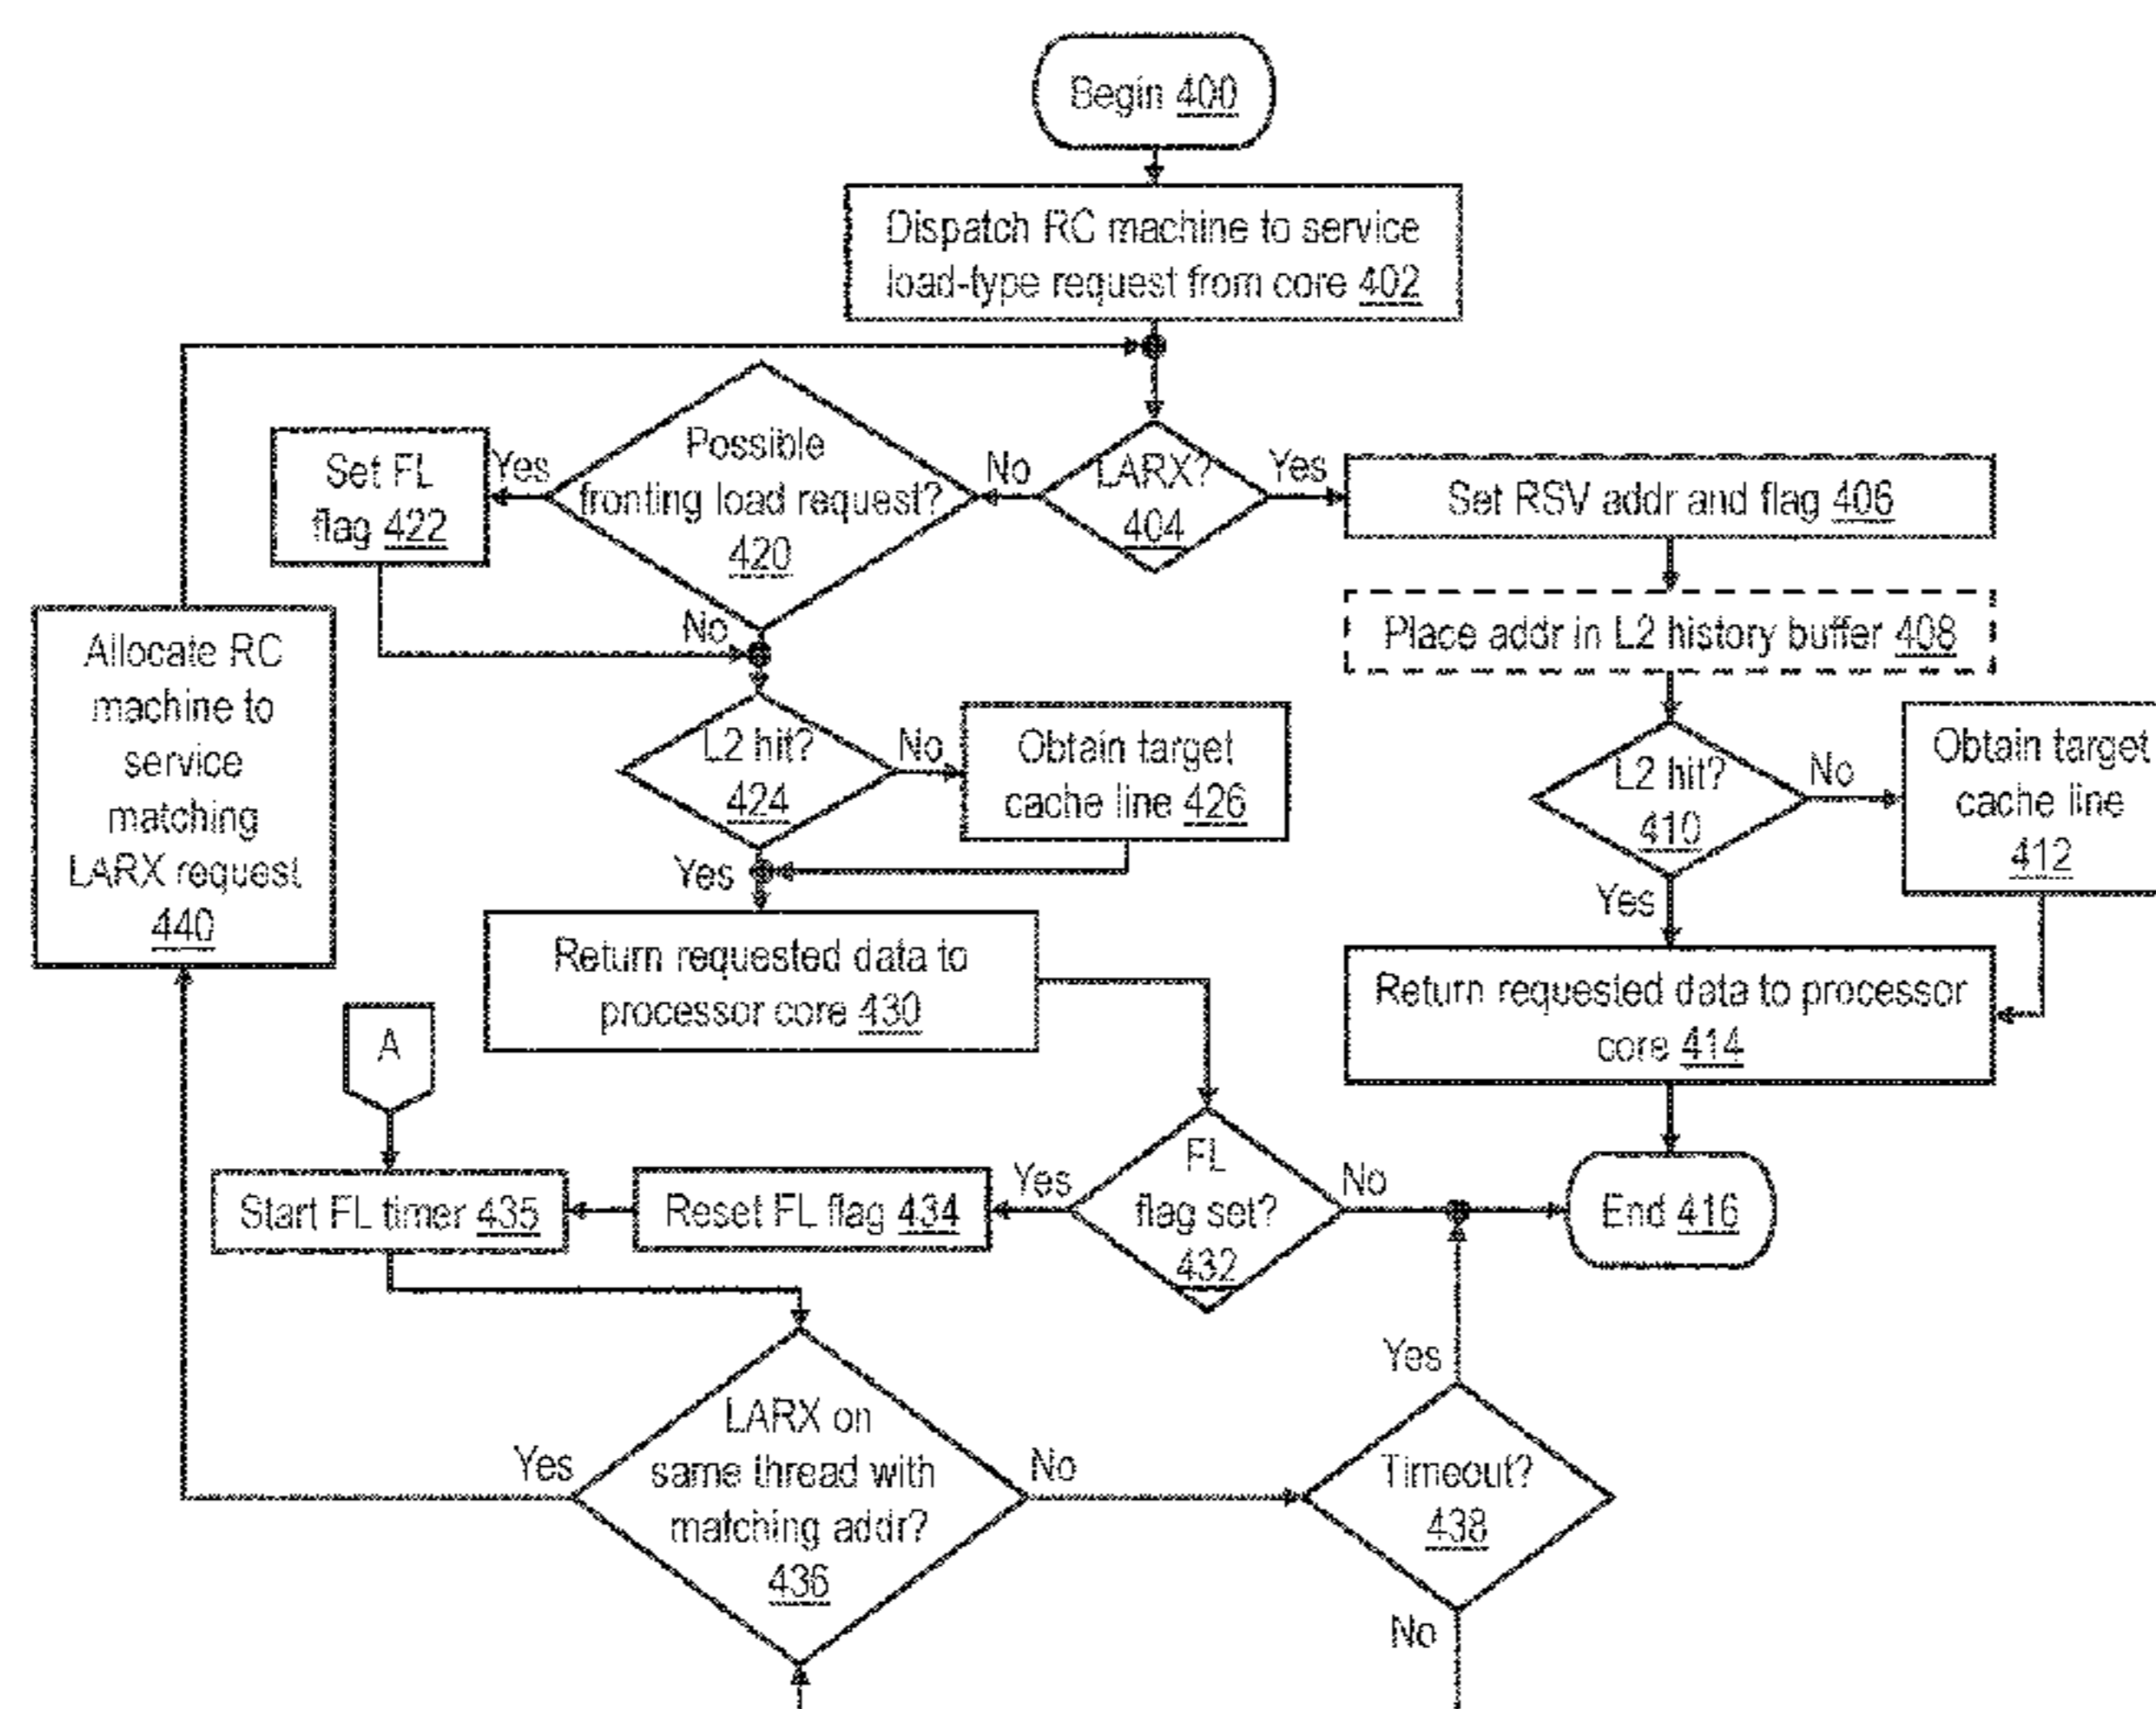 Begin 400
Dispatch RC machine to service
load-type request from core 402
Possible
fronting load request?
420
Yes
Set FL
flag 422
No
LARX?
404
Yes
Set RSV addr and flag 406
No
Place addr in L2 history buffer 408
Allocate RC
machine to
service
matching
LARX request
440
L2 hit?
424
No
Obtain target
cache line 426
Yes
L2 hit?
410
No
Obtain target
cache line
412
Yes
Return requested data to
processor core 430
Return requested data to processor
core 414
A
Start FL timer 435
Reset FL flag 434
Yes
FL
flag set?
432
No
End 416
Yes
LARX on
same thread with
matching addr?
436
Yes
No
Timeout?
438
No